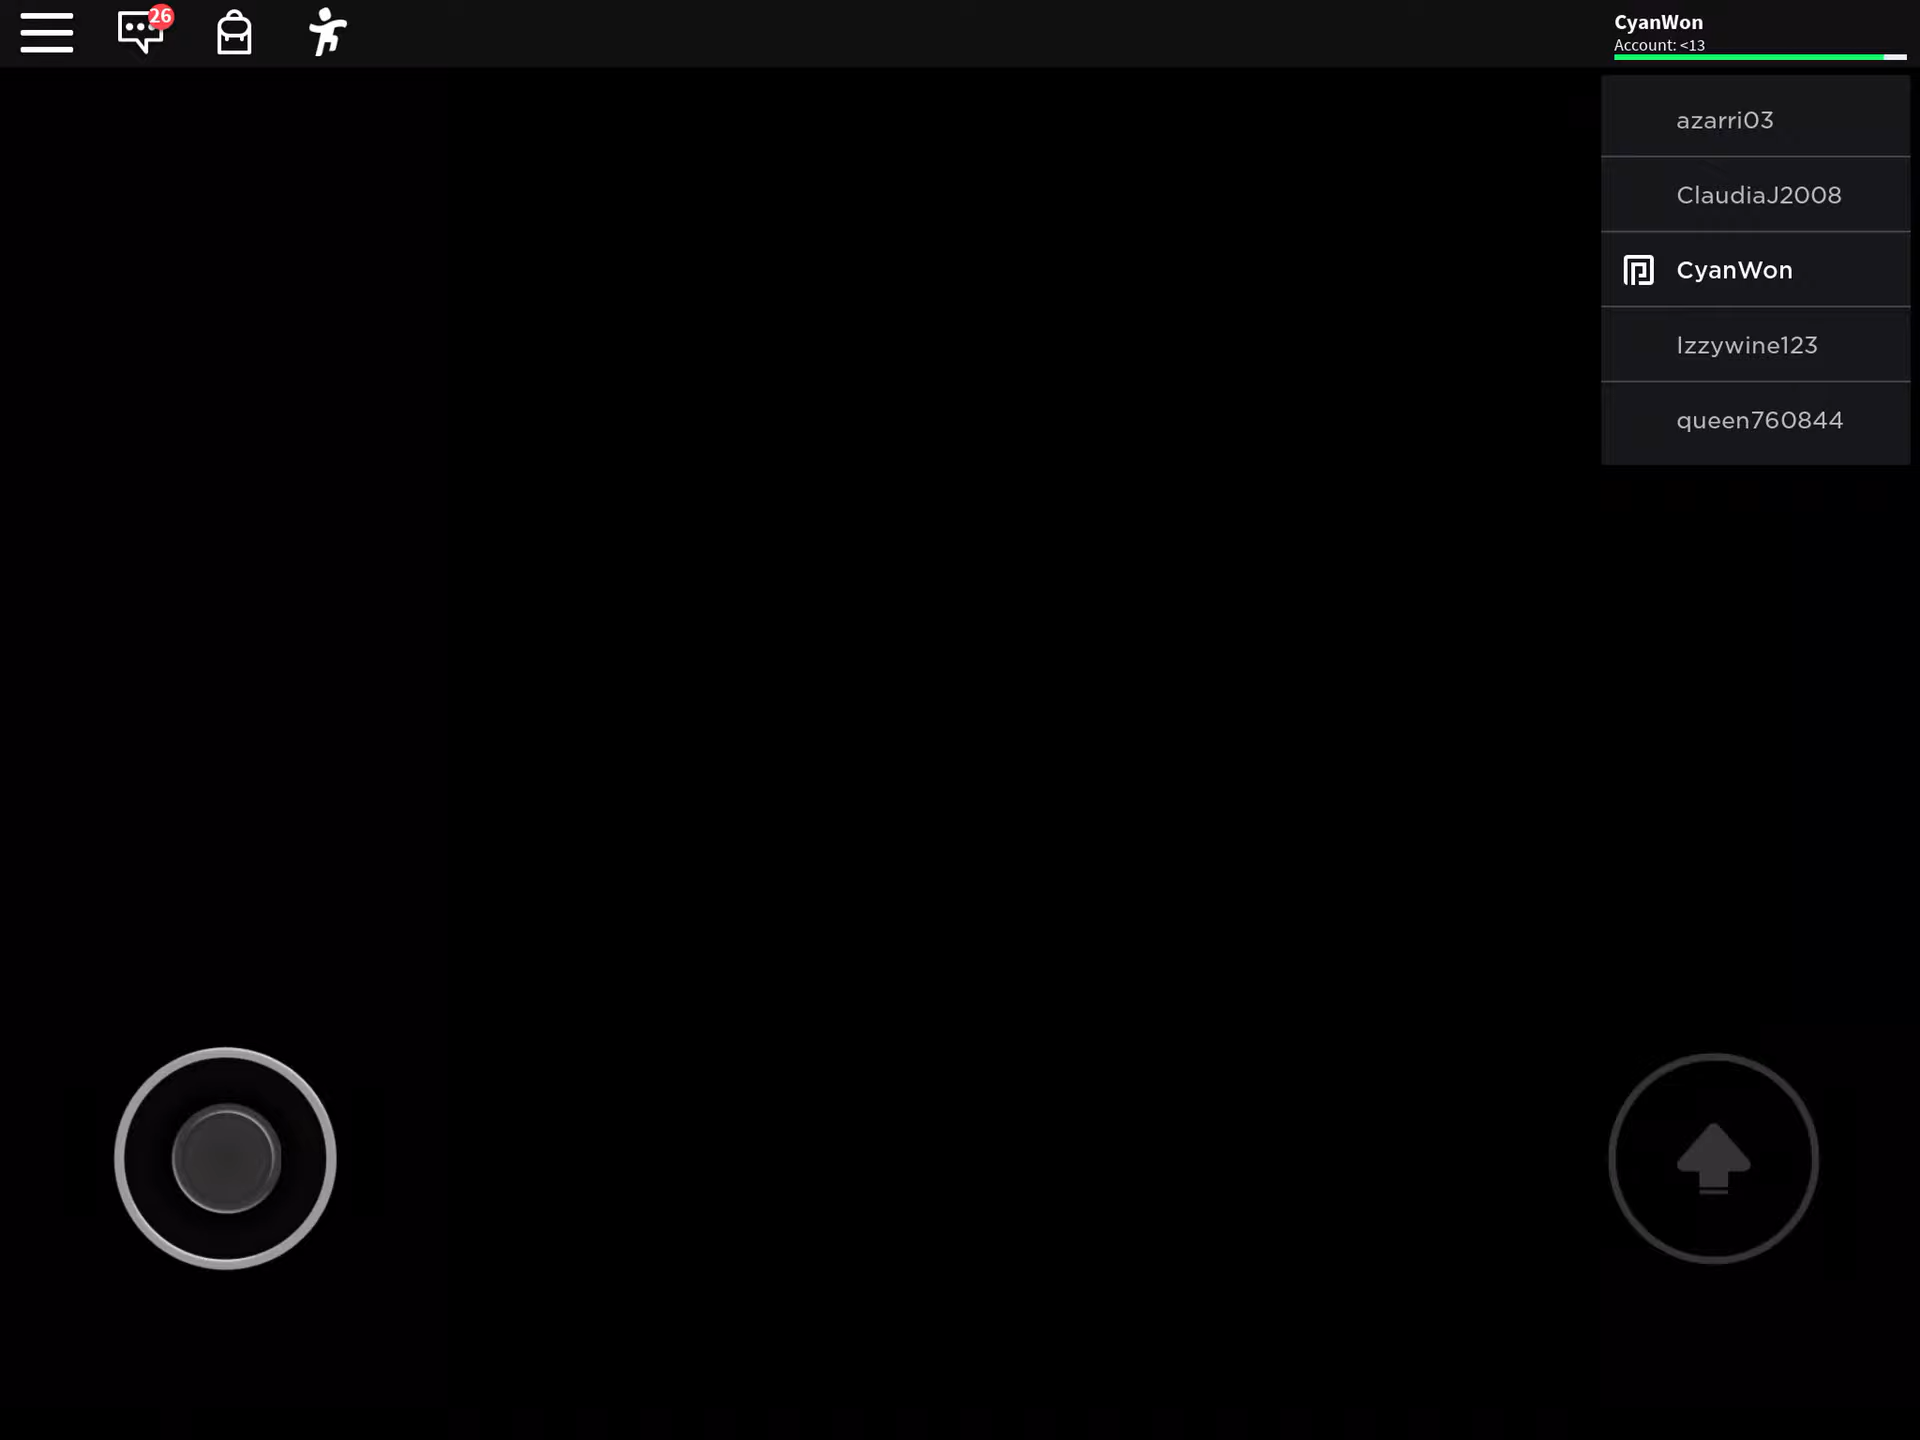 26
CyanWon
Account: <13
azarri03
ClaudiaJ2008
CyanWon
Izzywine123
queen760844